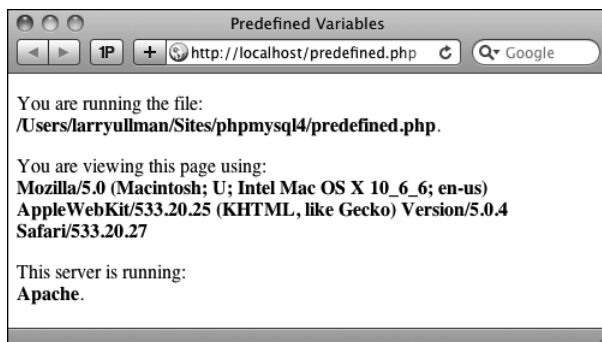 Predefined Variables
1P + http://localhost/predefined.php Google
You are running the file:
/Users/larryullman/Sites/phpmysql4/predefined.php.
You are viewing this page using:
Mozilla/5.0 (Macintosh; U; Intel Mac OS X 10_6_6; en-us)
AppleWebKit/533.20.25 (KHTML, like Gecko) Version/5.0.4
Safari/533.20.27
This server is running:
Apache.